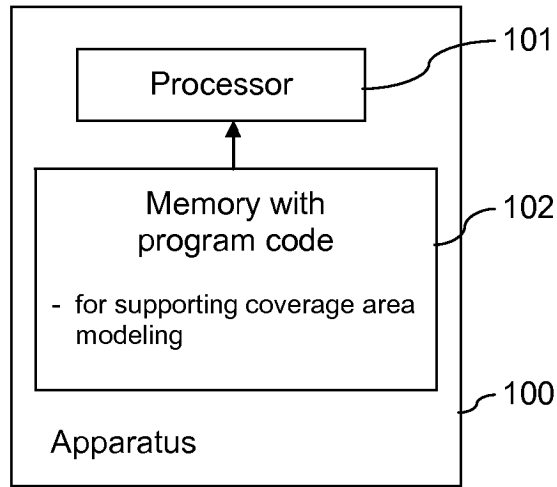 101
Processor
102
Memory with
program code
- for supporting coverage area
modeling
100
Apparatus